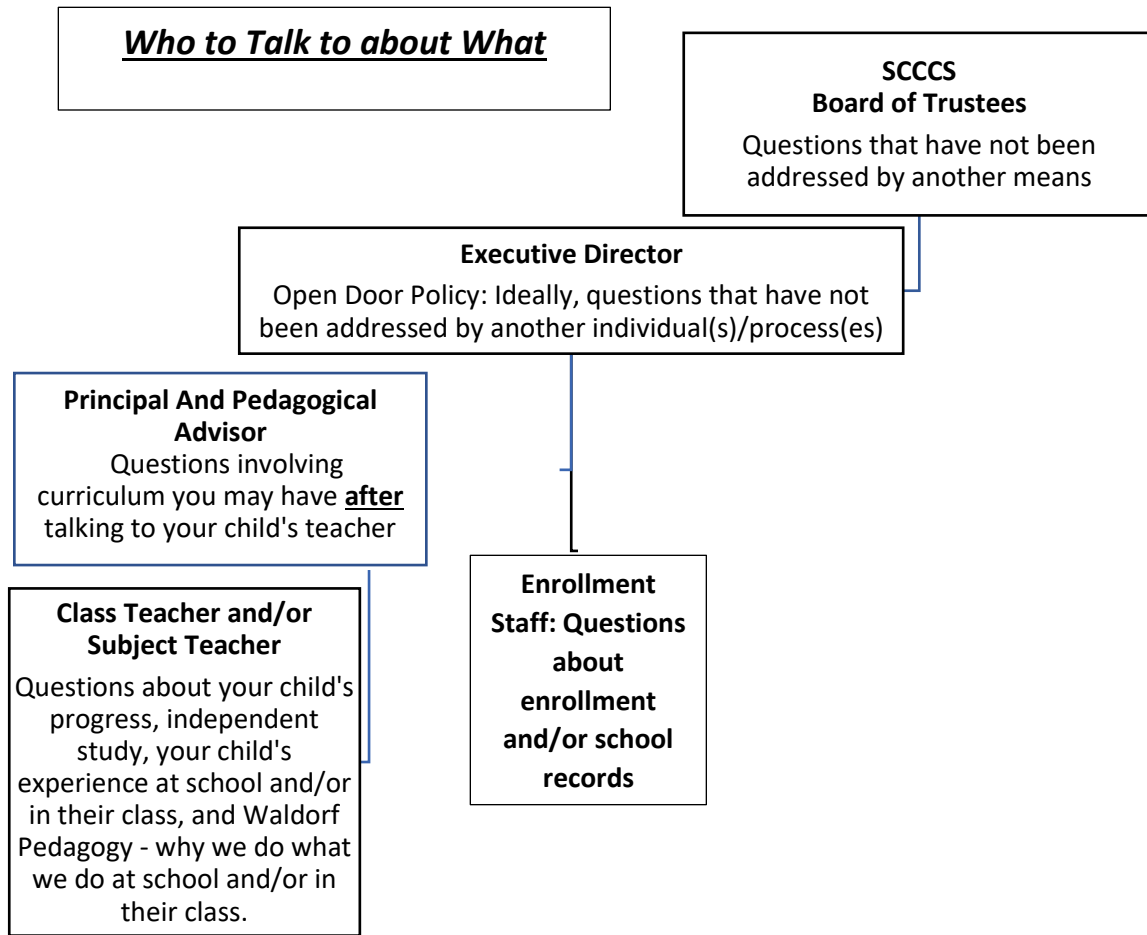 Who to Talk to about What
SCCCS
Board of Trustees
Questions that have not been
addressed by another means
Executive Director
Open Door Policy: Ideally, questions that have not
been addressed by another individual(s)/process(es)
Principal And Pedagogical
Advisor
Questions involving
curriculum you may have after
talking to your child's teacher
Class Teacher and/or
Subject Teacher
Questions about your child's
progress, independent
study, your child's
experience at school and/or
in their class, and Waldorf
Pedagogy - why we do what
we do at school and/or in
their class.
Enrollment
Staff: Questions
about
enrollment
and/or school
records